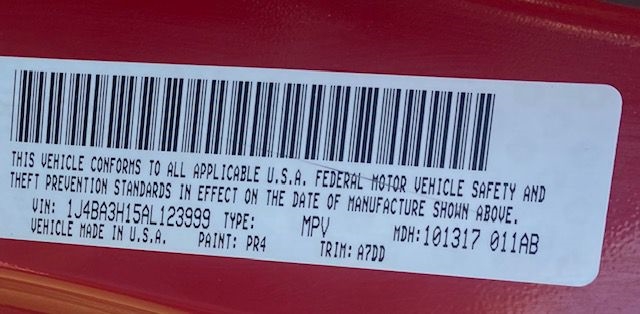 THIS VEHICLE CONFORMS TO ALL APPLICABLE U.S.A. FEDERAL MOTOR VEHICLE SAFETY AND
THEFT PREVENTION STANDARDS IN EFFECT ON THE DATE OF MANUFACTURE SHOWN ABOVE.
VIN: 1J4BA3H15AL123999 TYPE: MPV MDH: 101317 011AB
VEHICLE MADE IN U.S.A. PAINT: PR4 TRIM: A7DD